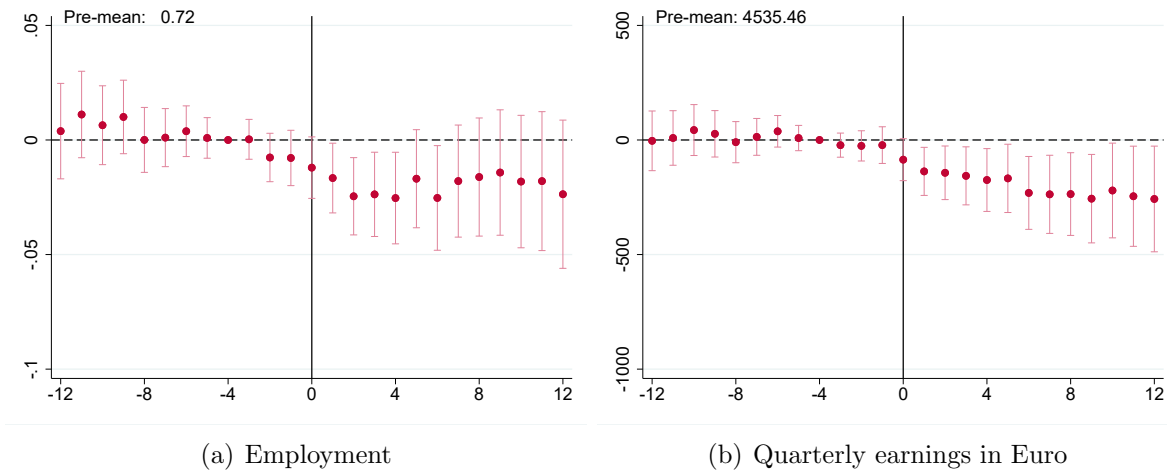 Pre-mean: 0.72
.05
0
-.05
-.1
-12 -8 -4 0 4 8 12
(a) Employment
Pre-mean: 4535.46
500
0
-500
-1000
-12 -8 -4 0 4 8 12
(b) Quarterly earnings in Euro